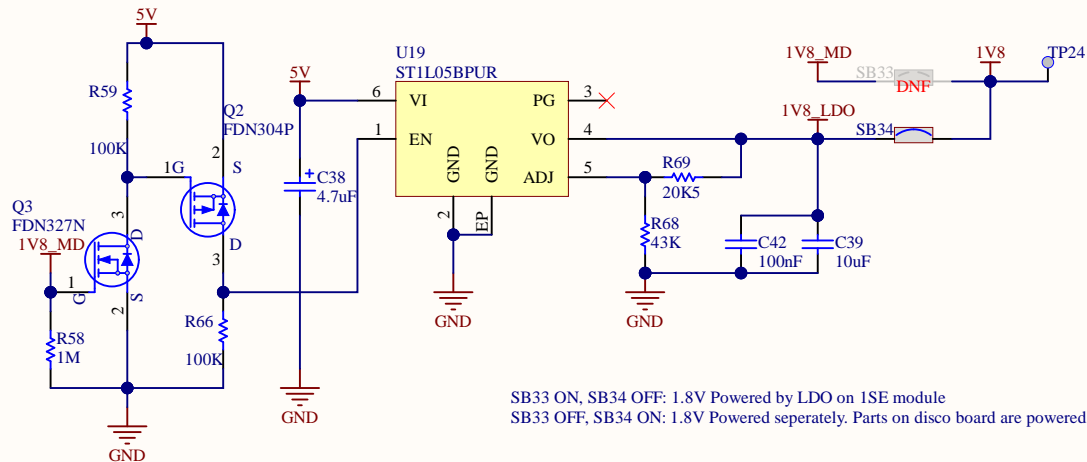 5V
R59
100K
Q2
FDN304P
2
S
1
G
D
3
Q3
FDN327N
1V8_MD
3
D
1
G
2
S
R58
1M
R66
100K
GND
5V
C38
+
4.7uF
GND
U19
ST1L05BPUR
6
VI
1
EN
PG
3
VO
4
ADJ
5
GND
GND
2
EP
GND
R69
20K5
R68
43K
GND
C42
100nF
C39
10uF
1V8_LDO
SB34
1V8_MD
SB33
DNF
1V8
TP24
SB33 ON, SB34 OFF: 1.8V Powered by LDO on 1SE module
SB33 OFF, SB34 ON: 1.8V Powered seperately. Parts on disco board are powered